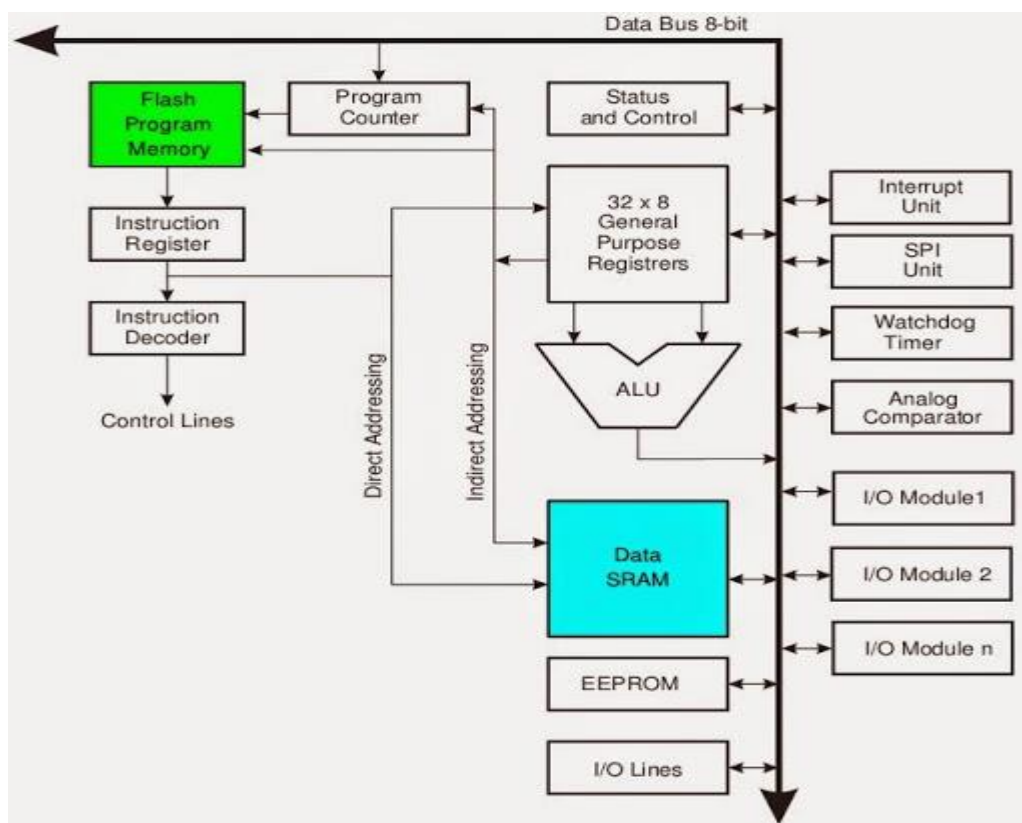 Data Bus 8-bit
Flash
Program
Memory
Program
Counter
Status
and Control
Instruction
Register
32 x 8
General
Purpose
Registrers
Interrupt
Unit
SPI
Unit
Instruction
Decoder
Watchdog
Timer
ALU
Analog
Comparator
Control Lines
Direct Addressing
Indirect Addressing
I/O Module1
Data
SRAM
I/O Module 2
I/O Module n
EEPROM
I/O Lines